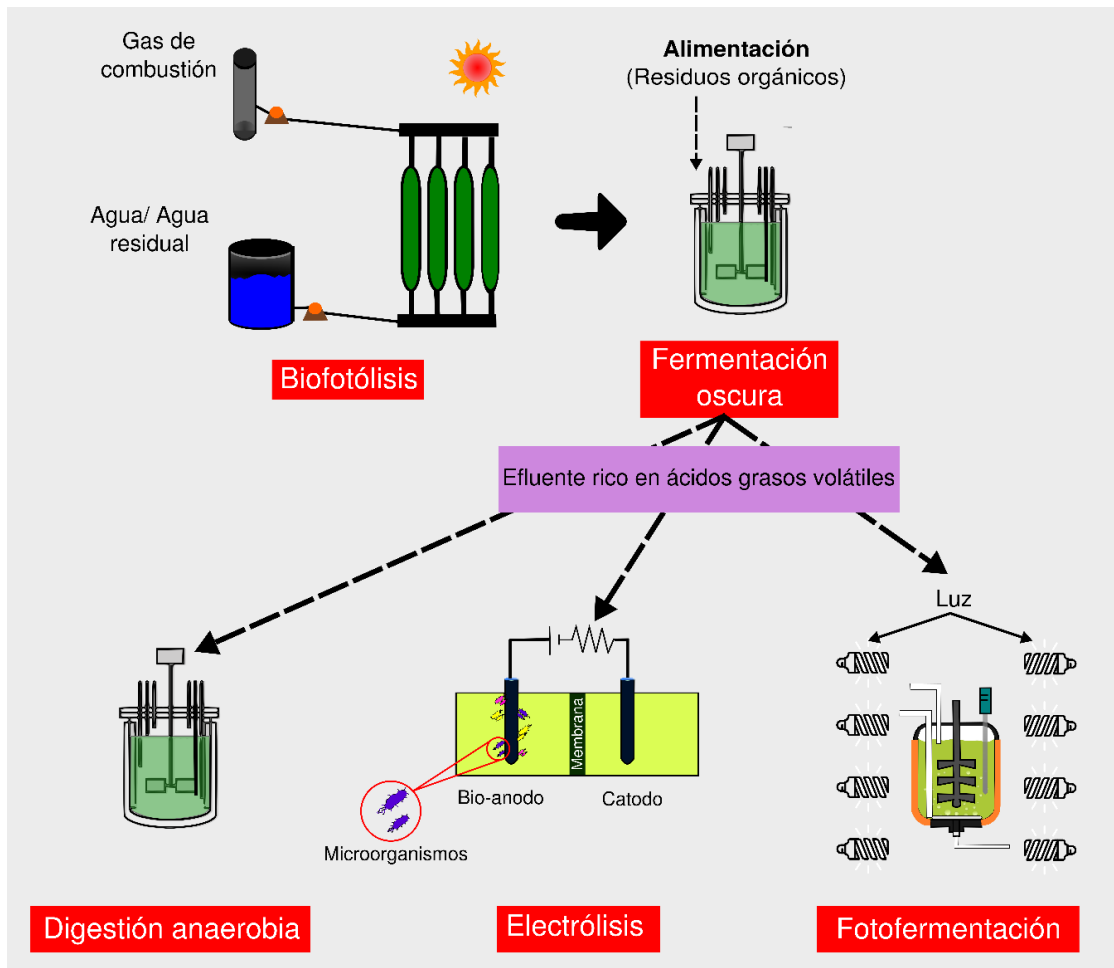 Gas de
combustión
Alimentación
(Residuos orgánicos)
Agua/ Agua
residual
Biofotólisis
Fermentación
oscura
Efluente rico en ácidos grasos volátiles
Luz
Membrana
Bio-anodo
Catodo
Microorganismos
Digestión anaerobia
Electrólisis
Fotofermentación